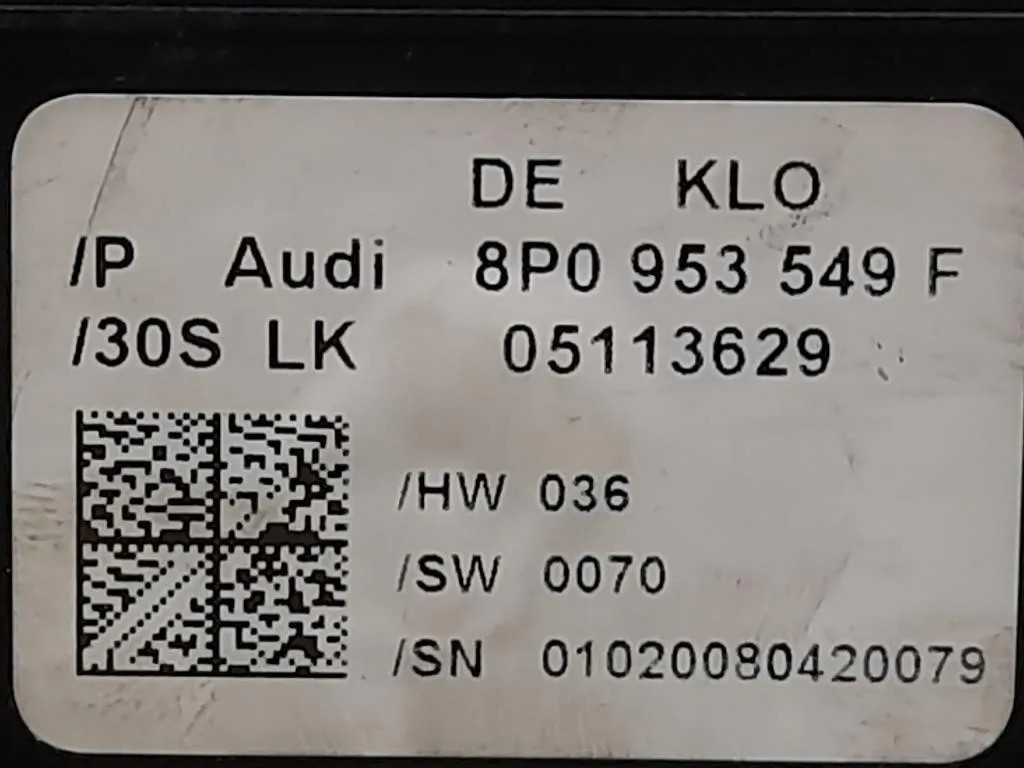 DE KLO
/P Audi 8P0 953 549 F
/30S LK 05113629
/HW 036
/SW 0070
/SN 01020080420079